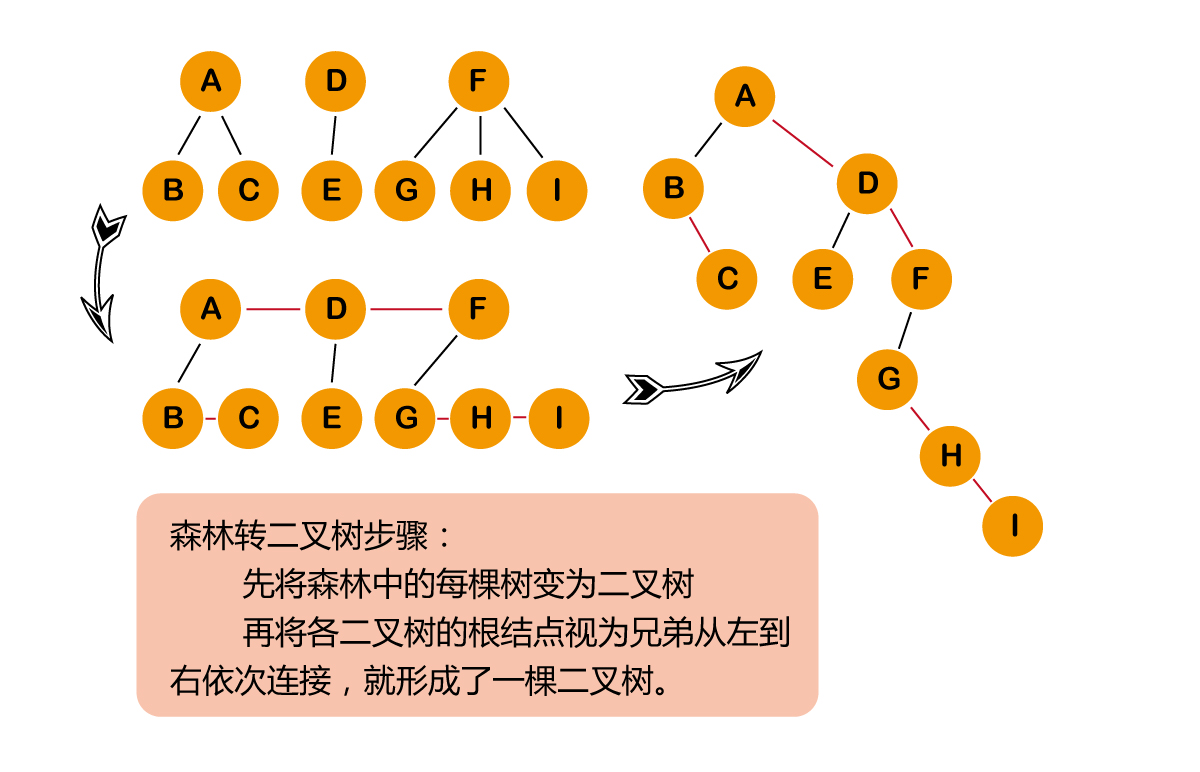 A D F
B C E G H I
A D F
B C E G H I
A
B D
C E F
G
H
I
森林转二叉树步骤：
先将森林中的每棵树变为二叉树
再将各二叉树的根结点视为兄弟从左到
右依次连接，就形成了一棵二叉树。